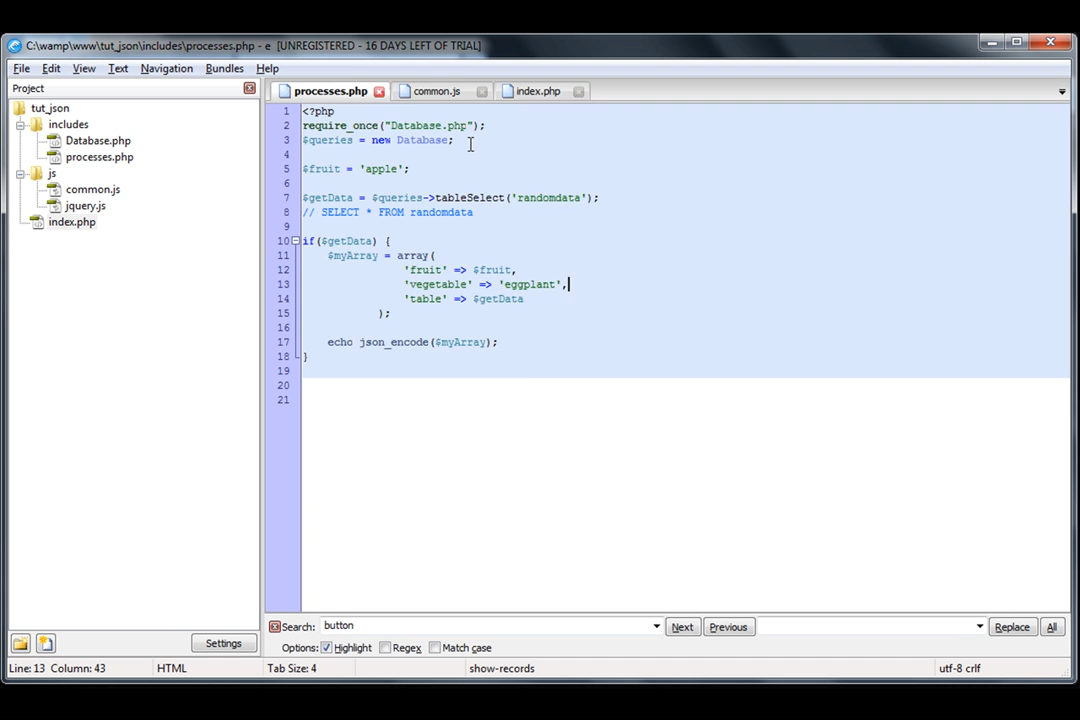 C:\wamp\www\tut_json\includes\processes.php - e [UNREGISTERED - 16 DAYS LEFT OF TRIAL]
File Edit View Text Navigation Bundles Help
Project
tut_json
includes
Database.php
processes.php
js
common.js
jquery.js
index.php
Settings
processes.php common.js index.php
1 <?php
2 require_once("Database.php");
3 $queries = new Database;
4
5 $fruit = 'apple';
6
7 $getData = $queries->tableSelect('randomdata');
8 // SELECT * FROM randomdata
9
10 if($getData) {
11 $myArray = array(
12 'fruit' => $fruit,
13 'vegetable' => 'eggplant',
14 'table' => $getData
15 );
16
17 echo json_encode($myArray);
18 }
19
20
21
Search: button Next Previous Replace All
Options: Highlight Regex Match case
Line: 13 Column: 43 HTML Tab Size: 4 show-records utf-8 crlf